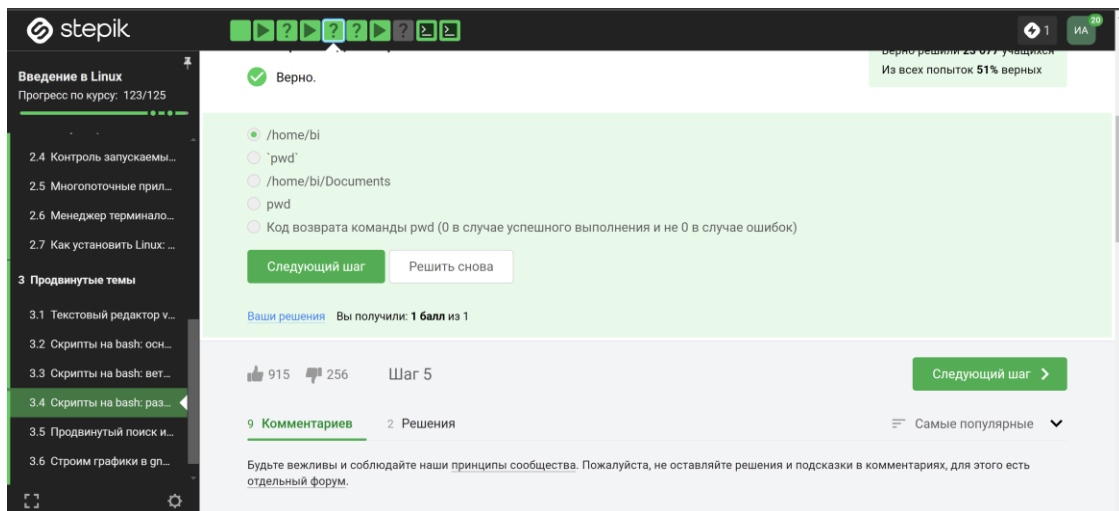 stepik
1
ИА
20
Введение в Linux
Прогресс по курсу: 123/125
2.4 Контроль запускаемы...
2.5 Многопоточные прил...
2.6 Менеджер терминало...
2.7 Как установить Linux: ...
3 Продвинутые темы
3.1 Текстовый редактор v...
3.2 Скрипты на bash: осн...
3.3 Скрипты на bash: вет...
3.4 Скрипты на bash: раз...
3.5 Продвинутый поиск и...
3.6 Строим графики в gn...
Верно.
Верно решили 23 077 учащихся
Из всех попыток 51% верных
/home/bi
`pwd`
/home/bi/Documents
pwd
Код возврата команды pwd (0 в случае успешного выполнения и не 0 в случае ошибок)
Следующий шаг
Решить снова
Ваши решения Вы получили: 1 балл из 1
915 256 Шаг 5
Следующий шаг
9 Комментариев 2 Решения
Самые популярные
Будьте вежливы и соблюдайте наши принципы сообщества. Пожалуйста, не оставляйте решения и подсказки в комментариях, для этого есть
отдельный форум.